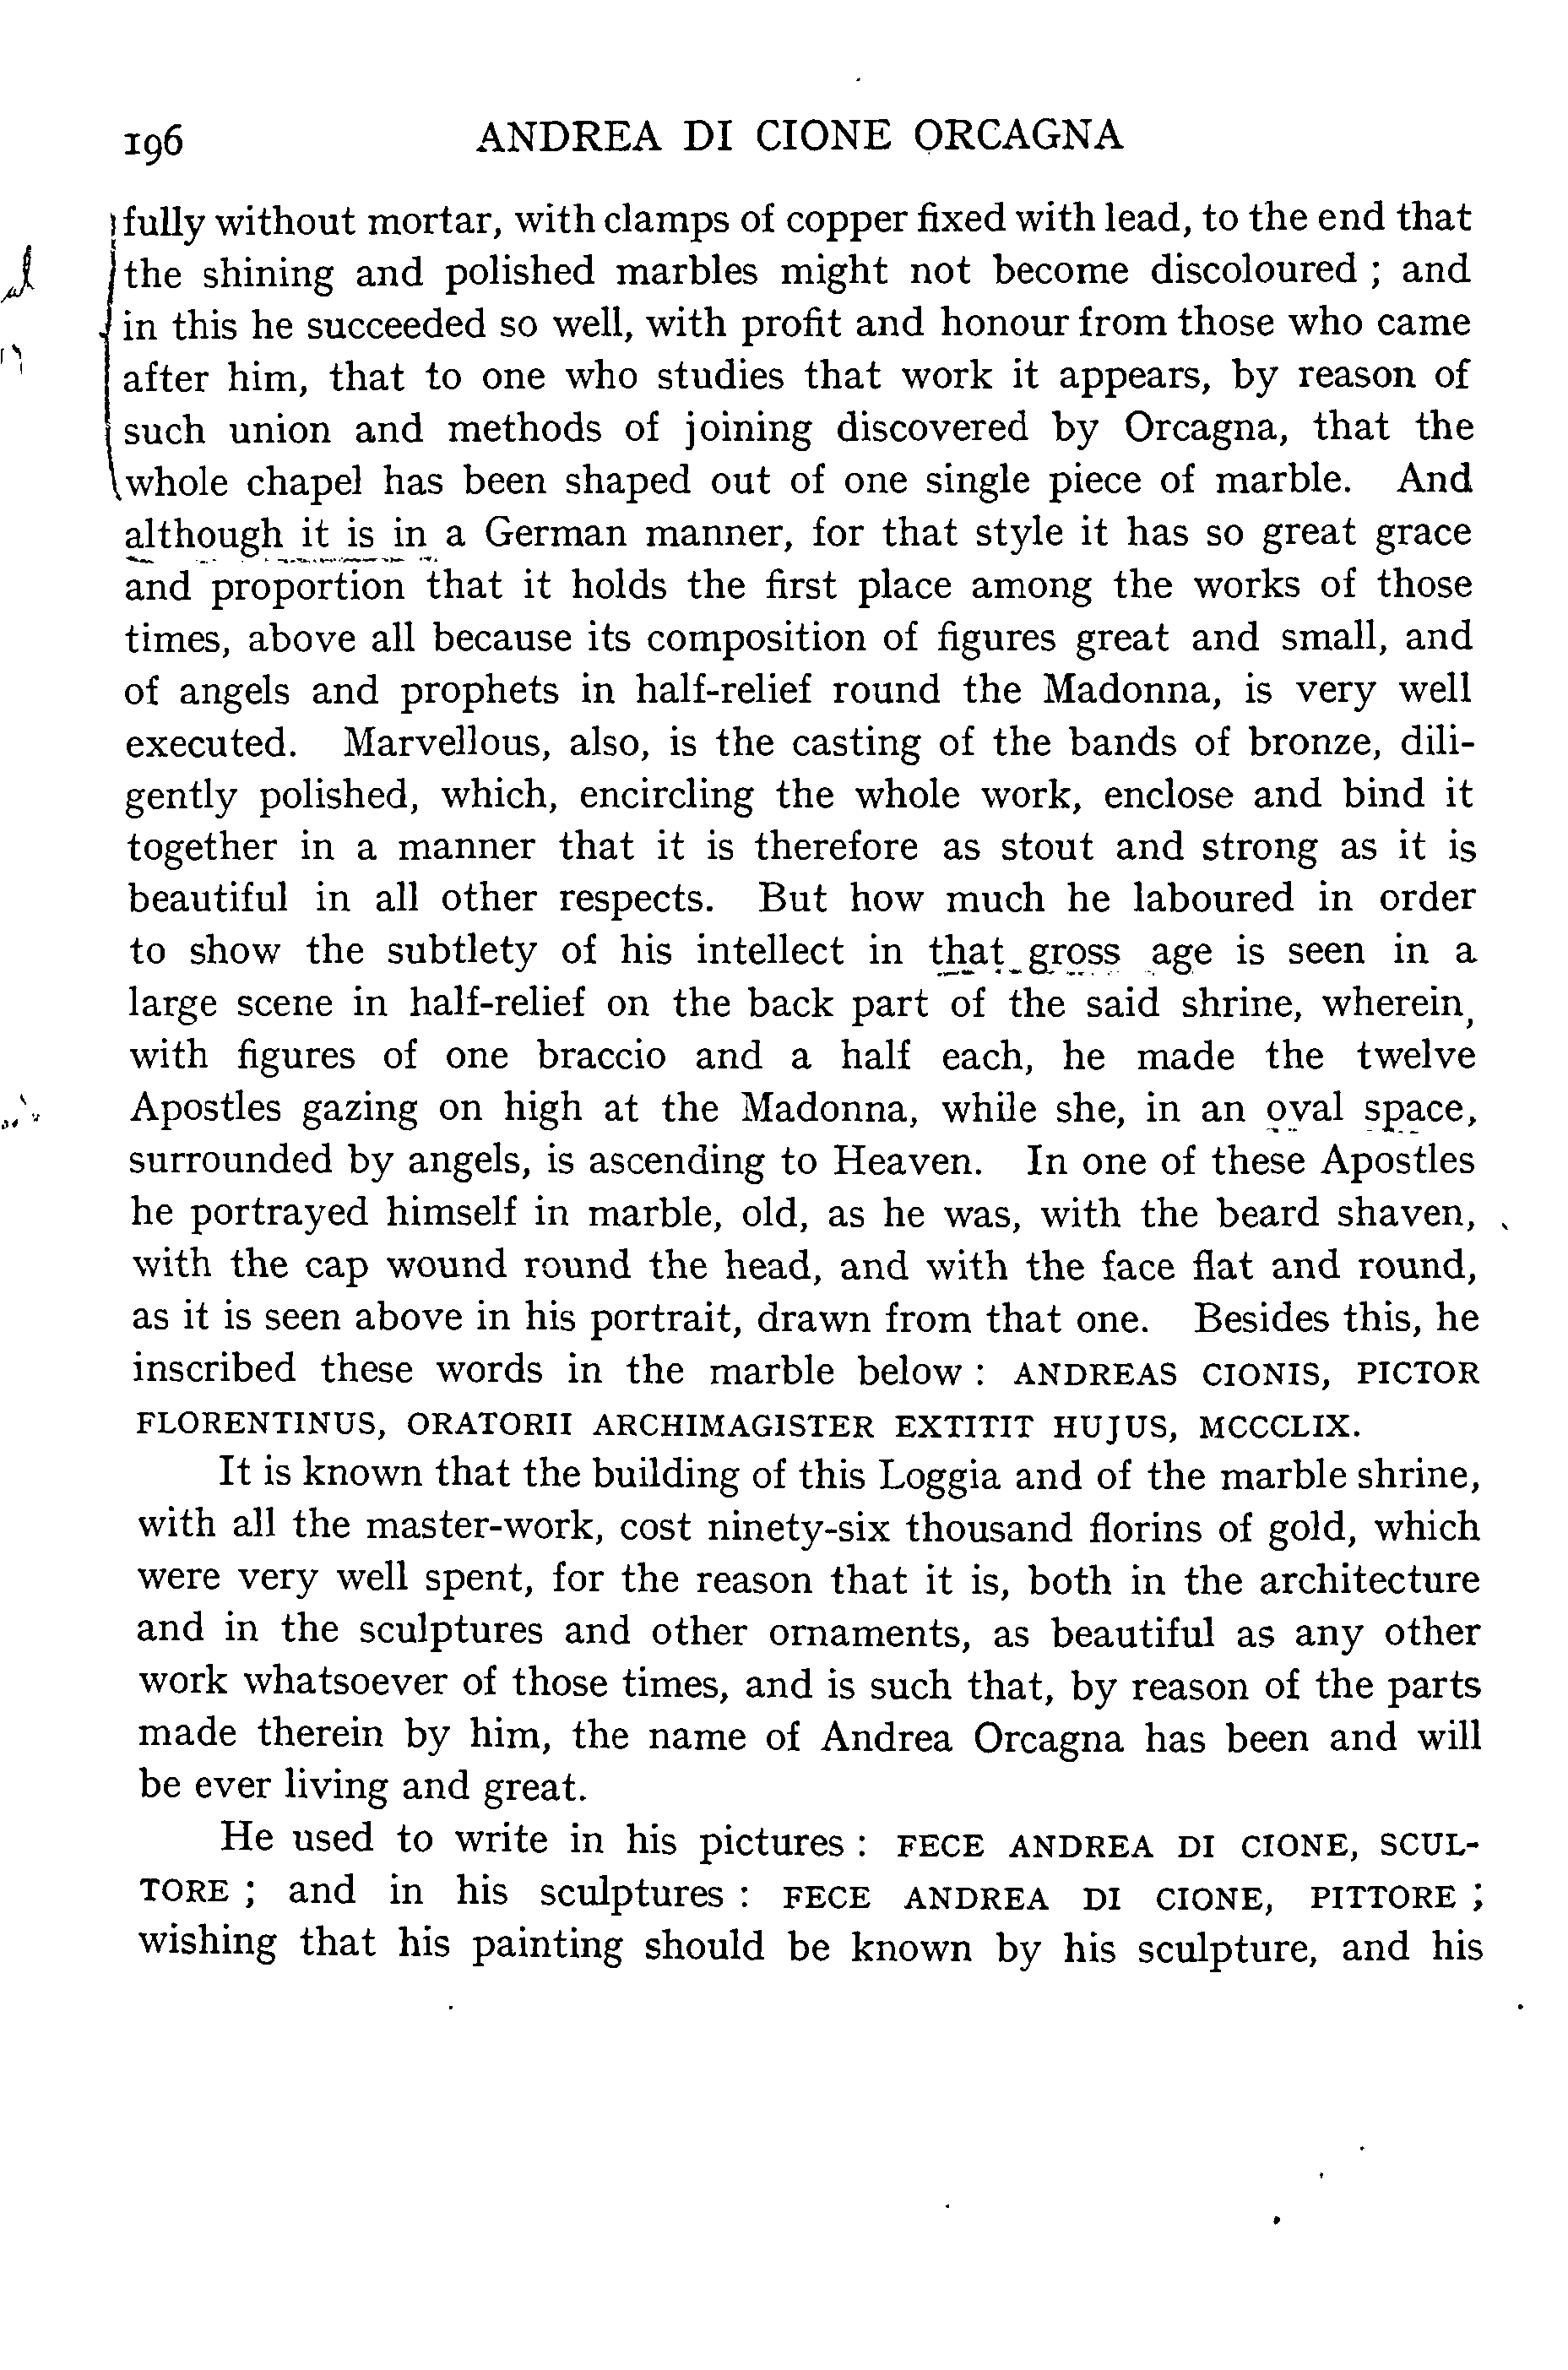 196 ANDREA DI CIONE ORCAGNA
fully without mortar, with clamps of copper fixed with lead, to the end that
the shining and polished marbles might not become discoloured ; and
in this he succeeded so well, with profit and honour from those who came
after him, that to one who studies that work it appears, by reason of
such union and methods of joining discovered by Orcagna, that the
whole chapel has been shaped out of one single piece of marble. And
although it is in a German manner, for that style it has so great grace
and proportion that it holds the first place among the works of those
times, above all because its composition of figures great and small, and
of angels and prophets in half-relief round the Madonna, is very well
executed. Marvellous, also, is the casting of the bands of bronze, dili-
gently polished, which, encircling the whole work, enclose and bind it
together in a manner that it is therefore as stout and strong as it is
beautiful in all other respects. But how much he laboured in order
to show the subtlety of his intellect in that gross age is seen in a
large scene in half-relief on the back part of the said shrine, wherein,
with figures of one braccio and a half each, he made the twelve
Apostles gazing on high at the Madonna, while she, in an oval space,
surrounded by angels, is ascending to Heaven. In one of these Apostles
he portrayed himself in marble, old, as he was, with the beard shaven,
with the cap wound round the head, and with the face flat and round,
as it is seen above in his portrait, drawn from that one. Besides this, he
inscribed these words in the marble below : ANDREAS CIONIS, PICTOR
FLORENTINUS, ORATORII ARCHIMAGISTER EXTITIT HUJUS, MCCCLIX.
It is known that the building of this Loggia and of the marble shrine,
with all the master-work, cost ninety-six thousand florins of gold, which
were very well spent, for the reason that it is, both in the architecture
and in the sculptures and other ornaments, as beautiful as any other
work whatsoever of those times, and is such that, by reason of the parts
made therein by him, the name of Andrea Orcagna has been and will
be ever living and great.
He used to write in his pictures : FECE ANDREA DI CIONE, SCUL-
TORE ; and in his sculptures : FECE ANDREA DI CIONE, PITTORE ;
wishing that his painting should be known by his sculpture, and his